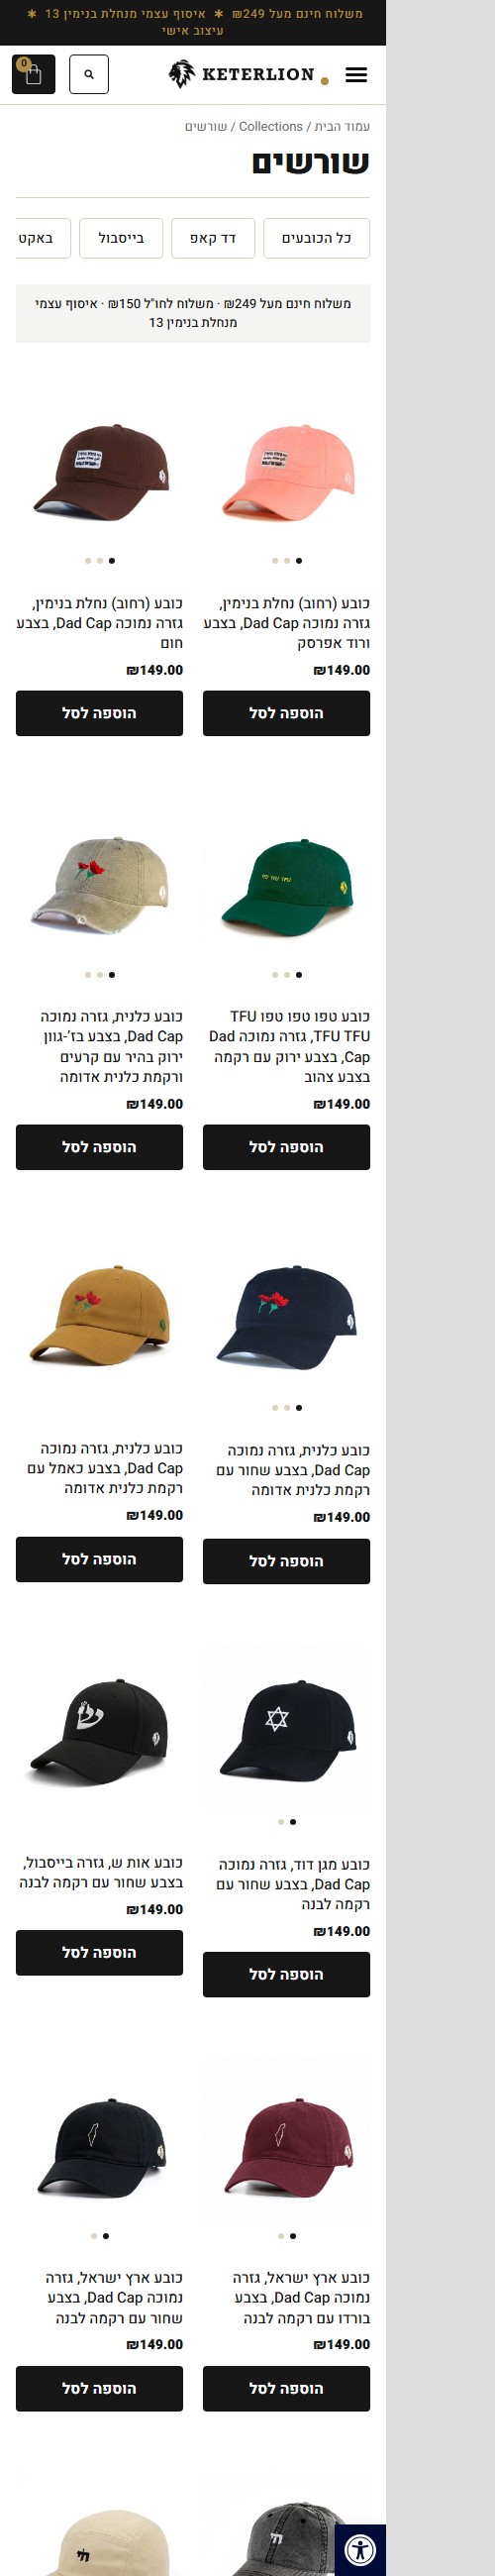 משלוח חינם מעל ₪249 ∗ איסוף עצמי מנחלת בנימין 13 ∗
עיצוב אישי
KETERLION
0
עמוד הבית / Collections / שורשים
שורשים
כל הכובעים
דד קאפ
בייסבול
באקט
משלוח חינם מעל ₪249 · משלוח לחו"ל ₪150 · איסוף עצמי
מנחלת בנימין 13
כובע (רחוב) נחלת בנימין,
גזרה נמוכה Dad Cap, בצבע
ורוד אפרסק
₪149.00
הוספה לסל
כובע (רחוב) נחלת בנימין,
גזרה נמוכה Dad Cap, בצבע
חום
₪149.00
הוספה לסל
TFU TFU TFU
כובע טפו טפו טפו TFU
TFU TFU, גזרה נמוכה Dad
Cap, בצבע ירוק עם רקמה
בצבע צהוב
₪149.00
הוספה לסל
כובע כלנית, גזרה נמוכה
Dad Cap, בצבע בז'-גוון
ירוק בהיר עם קרעים
ורקמת כלנית אדומה
₪149.00
הוספה לסל
כובע כלנית, גזרה נמוכה
Dad Cap, בצבע שחור עם
רקמת כלנית אדומה
₪149.00
הוספה לסל
כובע כלנית, גזרה נמוכה
Dad Cap, בצבע כאמל עם
רקמת כלנית אדומה
₪149.00
הוספה לסל
כובע מגן דוד, גזרה נמוכה
Dad Cap, בצבע שחור עם
רקמה לבנה
₪149.00
הוספה לסל
ש
כובע אות ש, גזרה בייסבול,
בצבע שחור עם רקמה לבנה
₪149.00
הוספה לסל
כובע ארץ ישראל, גזרה
נמוכה Dad Cap, בצבע
בורדו עם רקמה לבנה
₪149.00
הוספה לסל
כובע ארץ ישראל, גזרה
נמוכה Dad Cap, בצבע
שחור עם רקמה לבנה
₪149.00
הוספה לסל
חי
חי